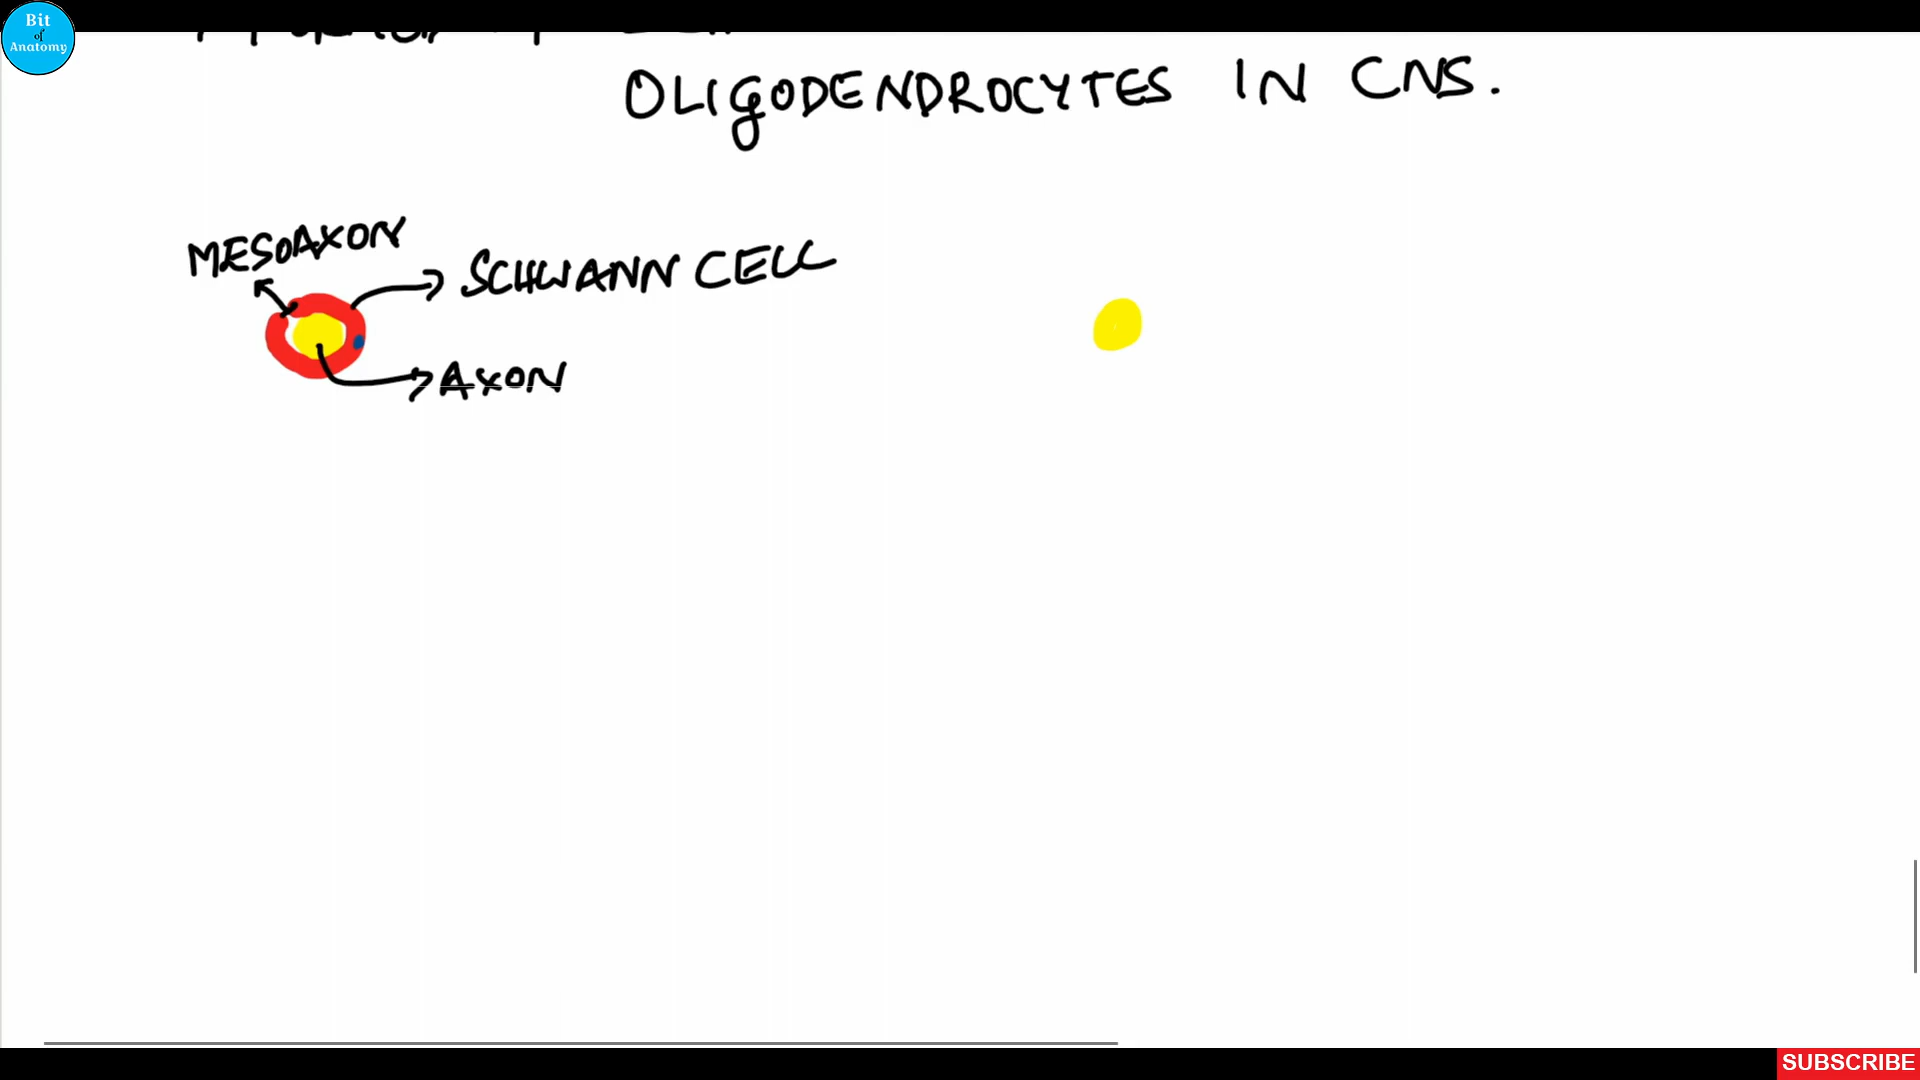 Bit
of
Anatomy
OLIGODENDROCYTES IN CNS.
MESOAXON
SCHWANN CELL
AXON
SUBSCRIBE